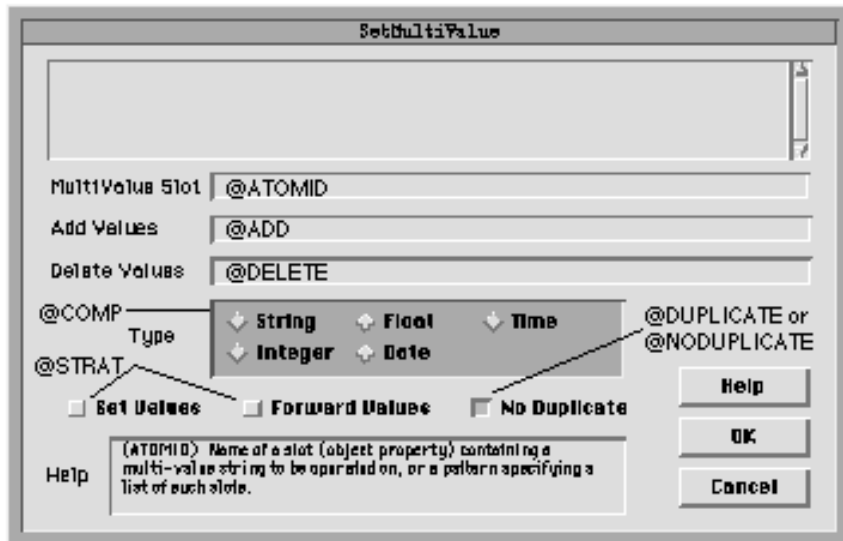 SetMultiValue
MultiValue Slot @ATOMID
Add Values @ADD
Delete Values @DELETE
@COMP
Type
String Float Time
Integer Date
@DUPLICATE or
@NODUPLICATE
@STRAT
Set Values Forward Values No Duplicate
Help
OK
Cancel
Help
(ATOMID) Name of a slot (object property) containing a
multi-value string to be operated on, or a pattern specifying a
list of such slots.